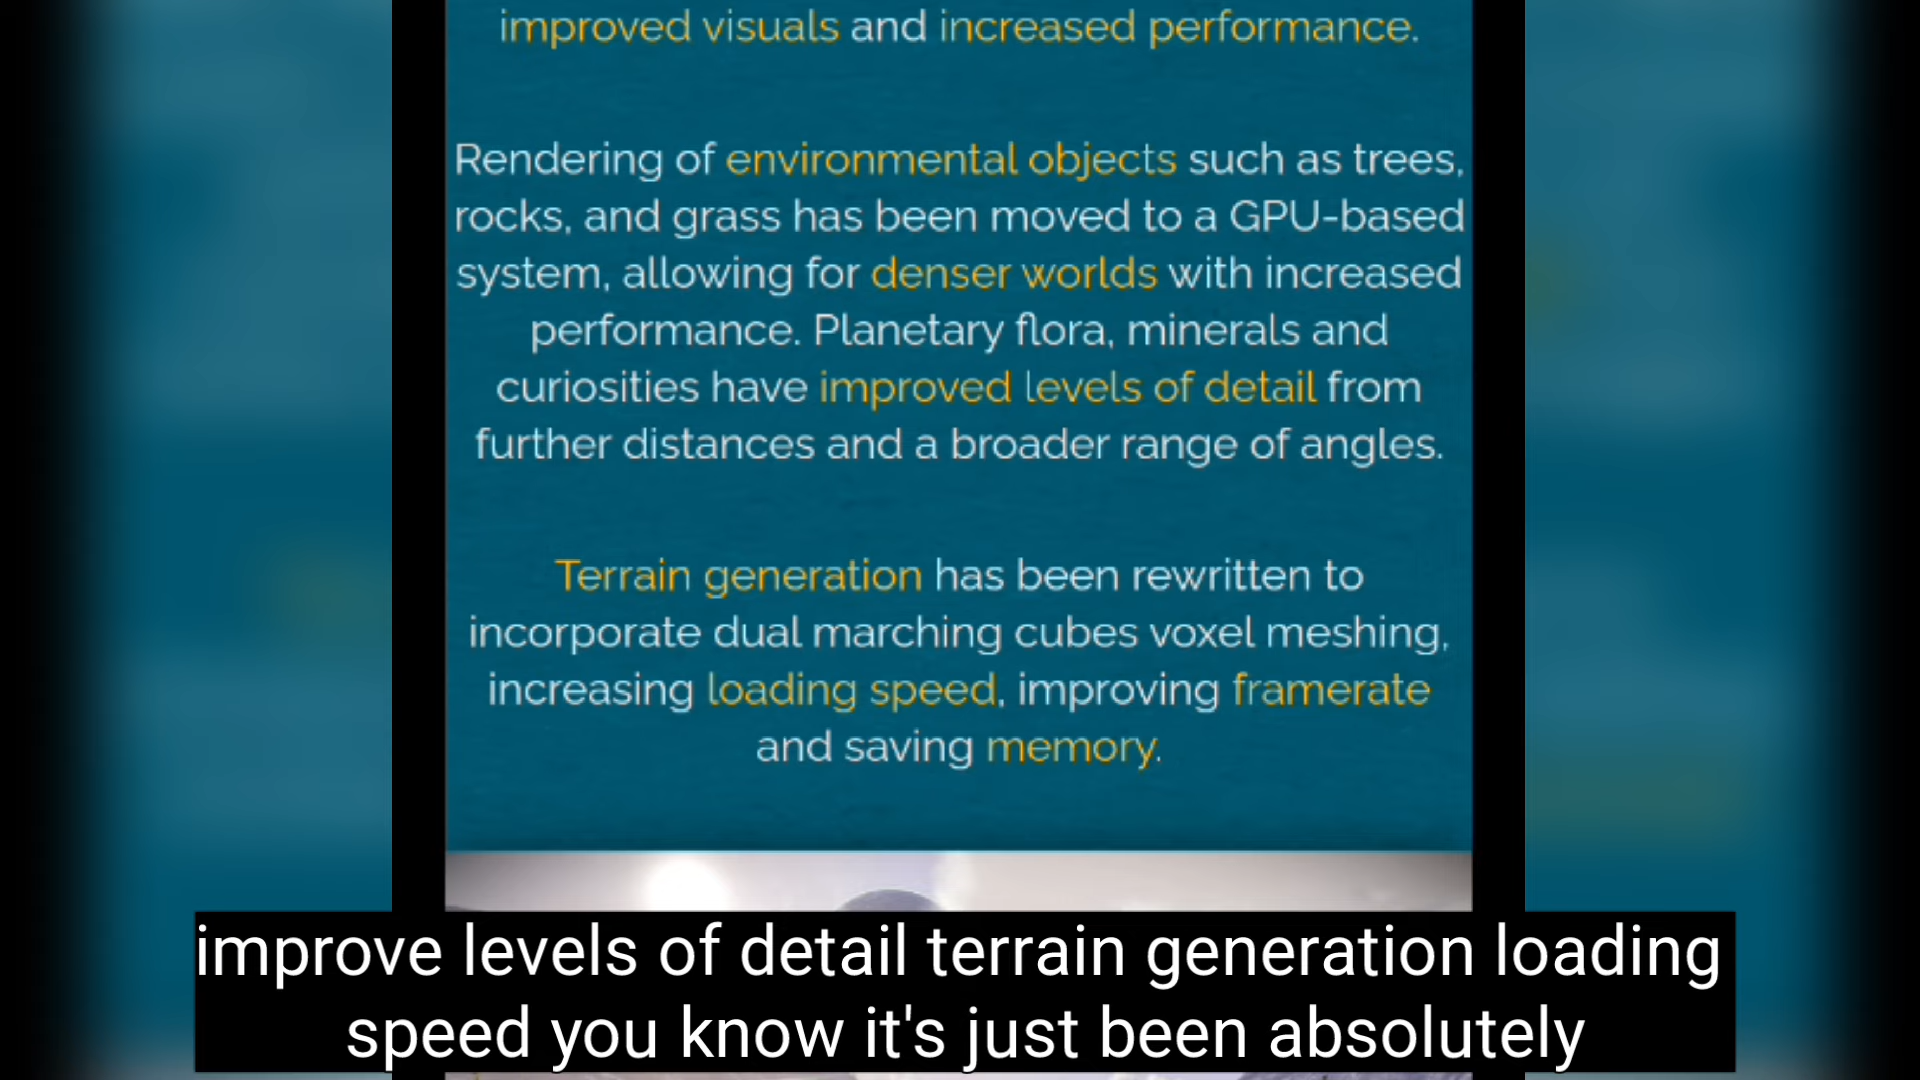 improved visuals and increased performance.
Rendering of environmental objects such as trees,
rocks, and grass has been moved to a GPU-based
system, allowing for denser worlds with increased
performance. Planetary flora, minerals and
curiosities have improved levels of detail from
further distances and a broader range of angles.
Terrain generation has been rewritten to
incorporate dual marching cubes voxel meshing,
increasing loading speed, improving framerate
and saving memory.
improve levels of detail terrain generation loading
speed you know it's just been absolutely